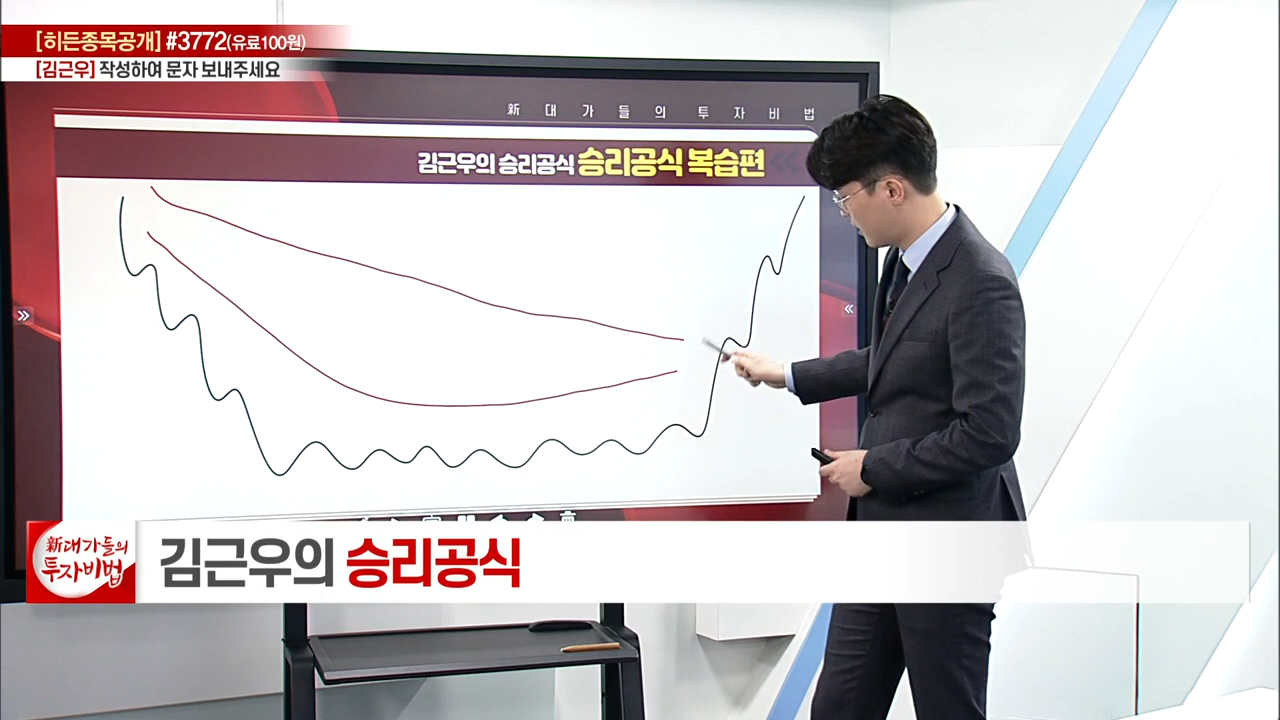 [히든종목공개] #3772(유료100원)
[김근우] 작성하여 문자 보내주세요
新 대 가 들 의 투 자 비 법
김근우의 승리공식 승리공식 복습편
新대가들의
투자비법
김근우의 승리공식